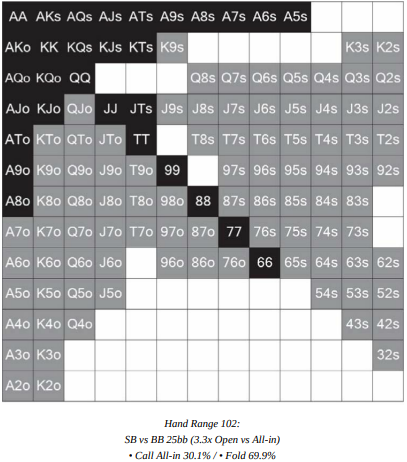 AA AKs AQs AJs ATs A9s A8s A7s A6s A5s
AKo KK KQs KJs KTs K9s K3s K2s
AQo KQo QQ Q8s Q7s Q6s Q5s Q4s Q3s Q2s
AJo KJo QJo JJ JTs J9s J8s J7s J6s J5s J4s J3s J2s
ATo KTo QTo JTo TT T8s T7s T6s T5s T4s T3s T2s
A9o K9o Q9o J9o T9o 99 97s 96s 95s 94s 93s 92s
A8o K8o Q8o J8o T8o 98o 88 87s 86s 85s 84s 83s
A7o K7o Q7o J7o T7o 97o 87o 77 76s 75s 74s 73s
A6o K6o Q6o J6o 96o 86o 76o 66 65s 64s 63s 62s
A5o K5o Q5o J5o 54s 53s 52s
A4o K4o Q4o 43s 42s
A3o K3o 32s
A2o K2o
Hand Range 102:
SB vs BB 25bb (3.3x Open vs All-in)
• Call All-in 30.1% / • Fold 69.9%